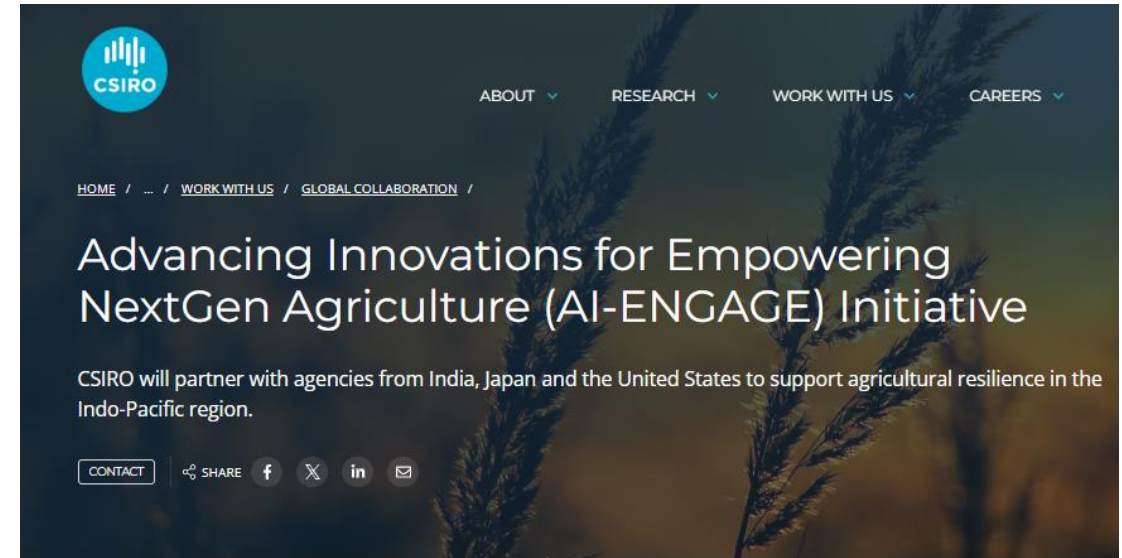 CSIRO
ABOUT RESEARCH WORK WITH US CAREERS
HOME / ... / WORK WITH US / GLOBAL COLLABORATION /
Advancing Innovations for Empowering
NextGen Agriculture (AI-ENGAGE) Initiative
CSIRO will partner with agencies from India, Japan and the United States to support agricultural resilience in the
Indo-Pacific region.
CONTACT SHARE